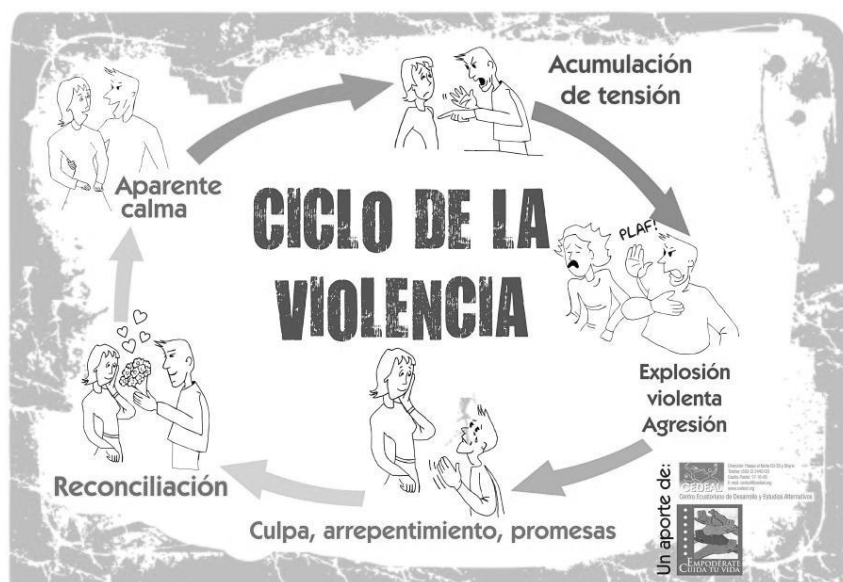 Acumulación
de tensión
Aparente
calma
CICLO DE LA
VIOLENCIA
PLAF!
Explosión
violenta
Agresión
Reconciliación
Culpa, arrepentimiento, promesas
Un aporte de:
CEDEAL
Centro Ecuatoriano de Desarrollo y Estudios Alternativos
EMPODÉRATE
CUIDA TU VIDA